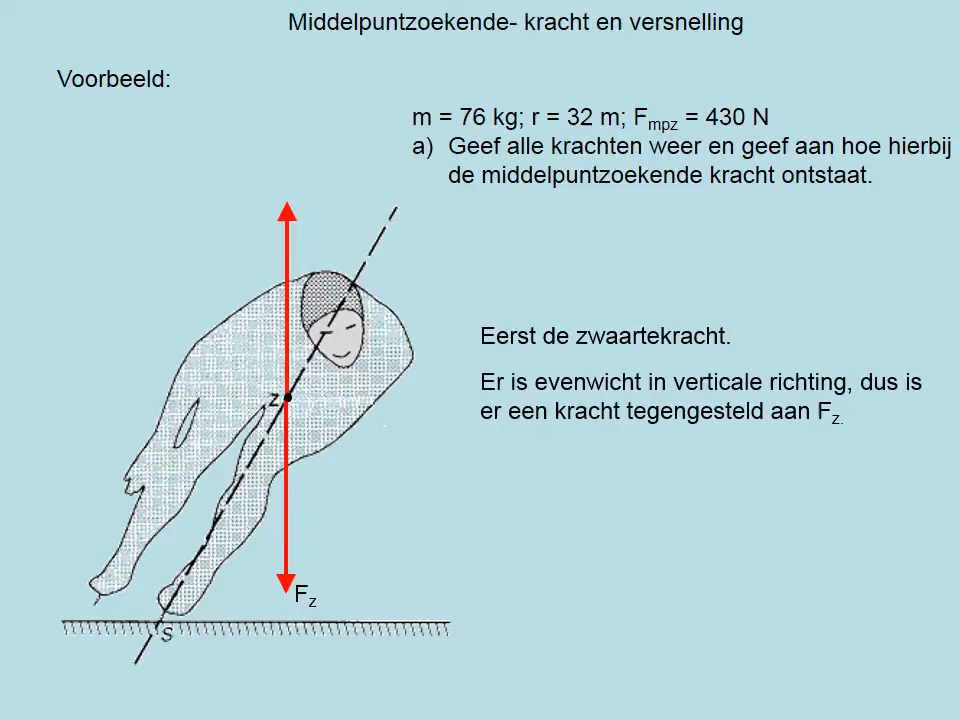 Middelpuntzoekende- kracht en versnelling
Voorbeeld:
m = 76 kg; r = 32 m; Fmpz = 430 N
a) Geef alle krachten weer en geef aan hoe hierbij
de middelpuntzoekende kracht ontstaat.
Eerst de zwaartekracht.
Er is evenwicht in verticale richting, dus is
er een kracht tegengesteld aan Fz.
Z
Fz
S